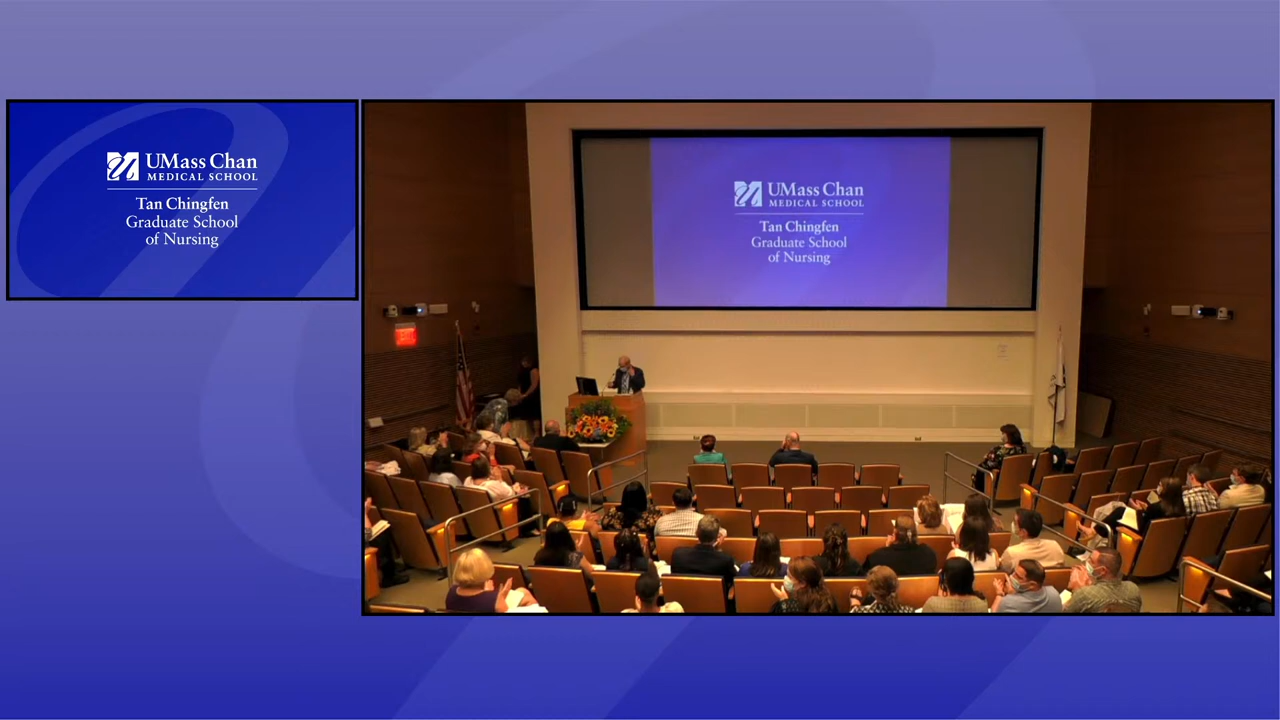 UMass Chan
MEDICAL SCHOOL
Tan Chingfen
Graduate School
of Nursing
UMass Chan
MEDICAL SCHOOL
Tan Chingfen
Graduate School
of Nursing
EXIT